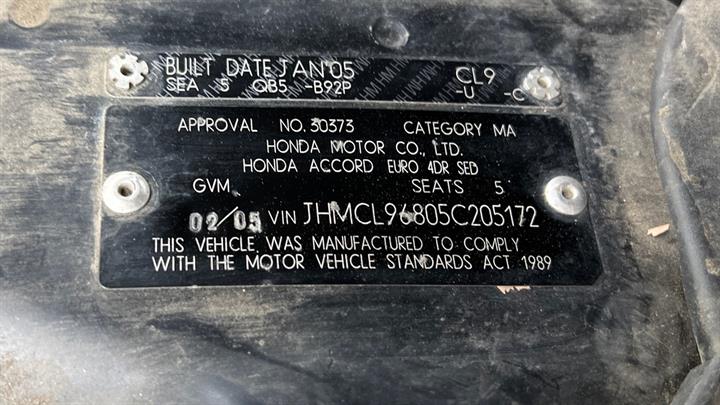 BUILT DATE JAN'05 CL9
SEA 5 QB5 -B92P -U -C
APPROVAL NO. 30373 CATEGORY MA
HONDA MOTOR CO., LTD.
HONDA ACCORD EURO 4DR SED
GVM SEATS 5
02/05 VIN JHMCL96805C205172
THIS VEHICLE WAS MANUFACTURED TO COMPLY
WITH THE MOTOR VEHICLE STANDARDS ACT 1989